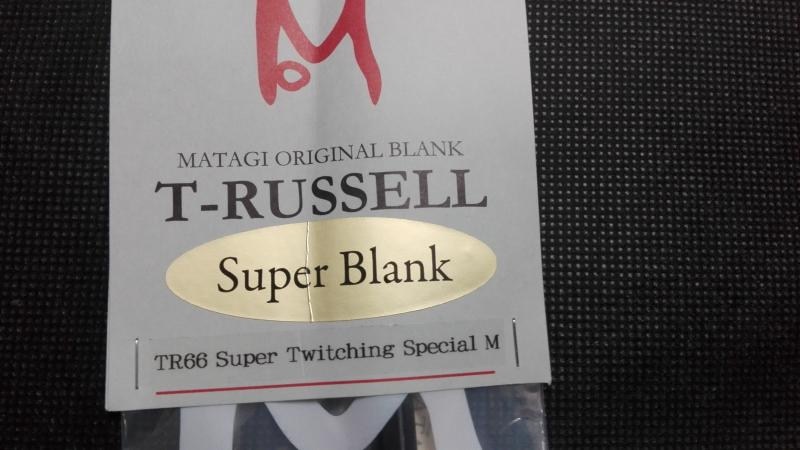 MATAGI ORIGINAL BLANK
T-RUSSELL
Super Blank
TR66 Super Twitching Special M